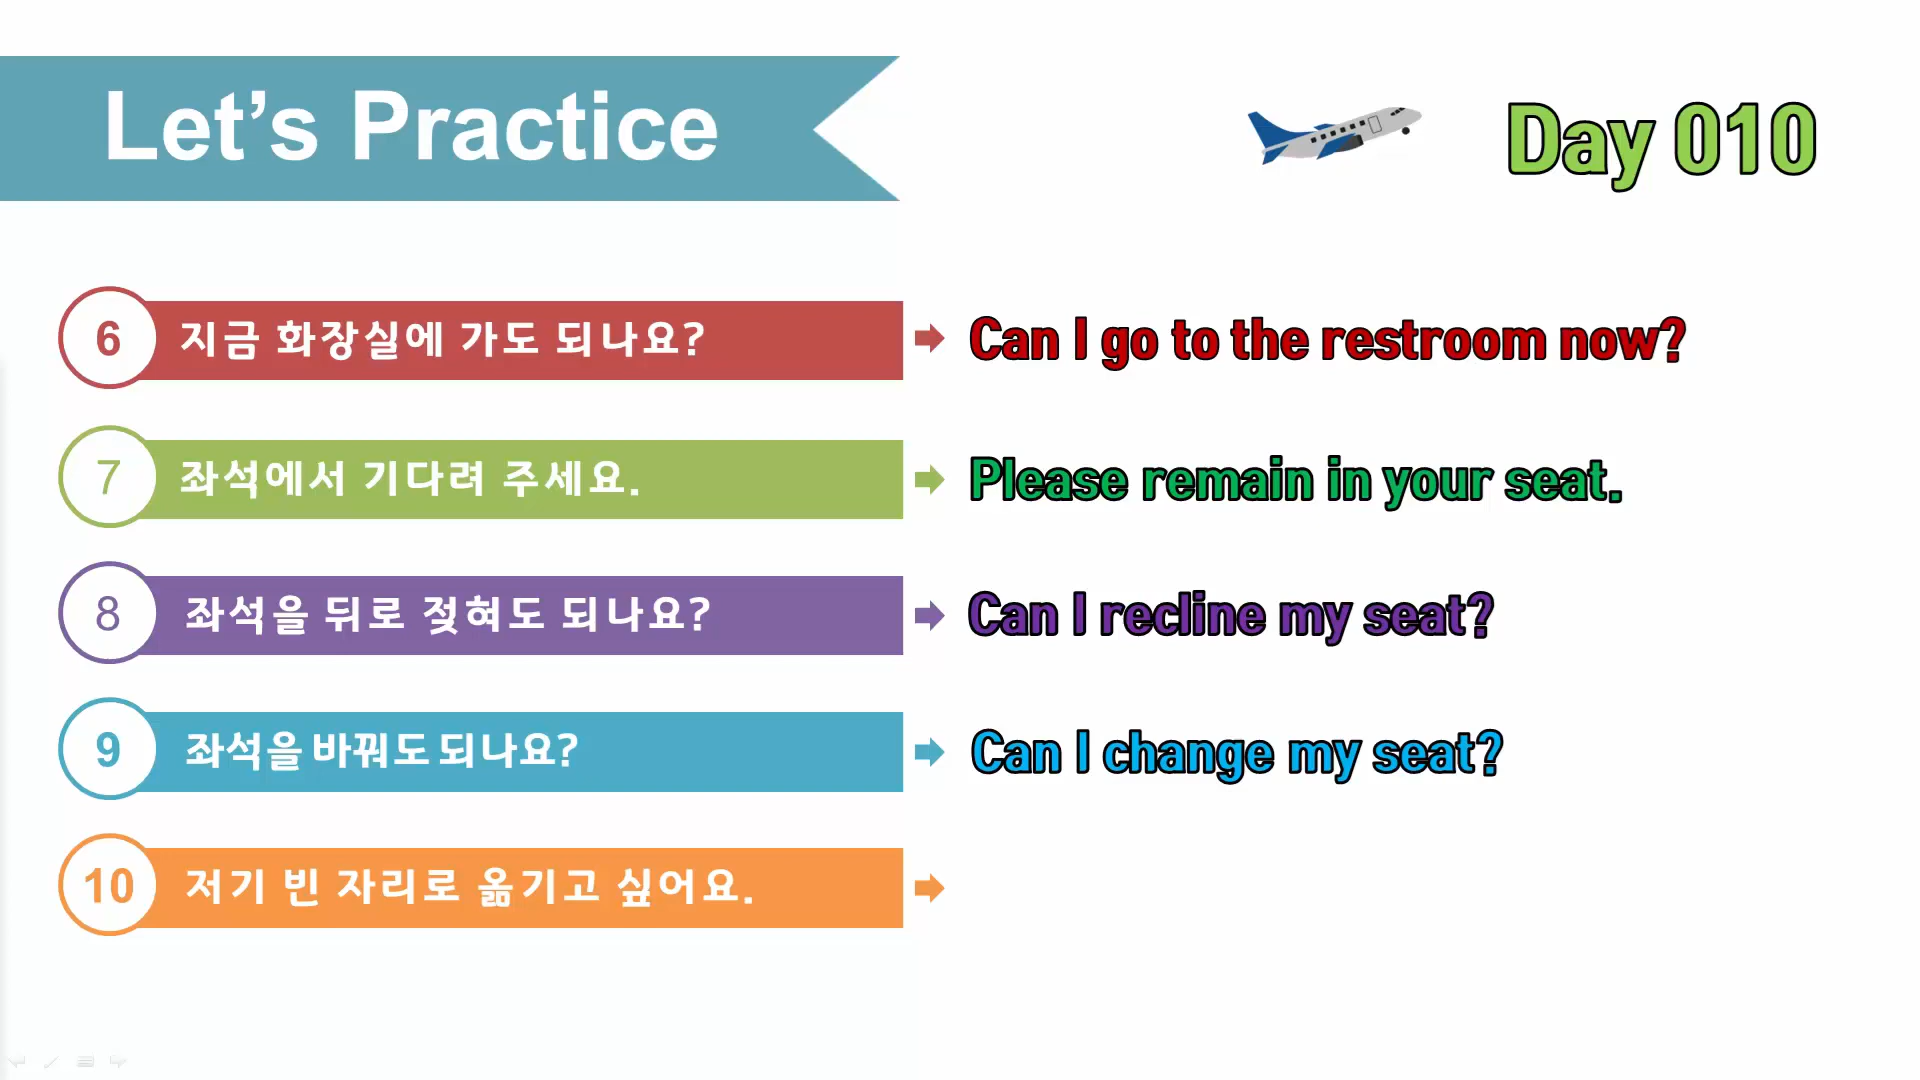 Let's Practice
Day 010
6 지금 화장실에 가도 되나요? Can I go to the restroom now?
7 좌석에서 기다려 주세요. Please remain in your seat.
8 좌석을 뒤로 젖혀도 되나요? Can I recline my seat?
9 좌석을 바꿔도 되나요? Can I change my seat?
10 저기 빈 자리로 옮기고 싶어요.